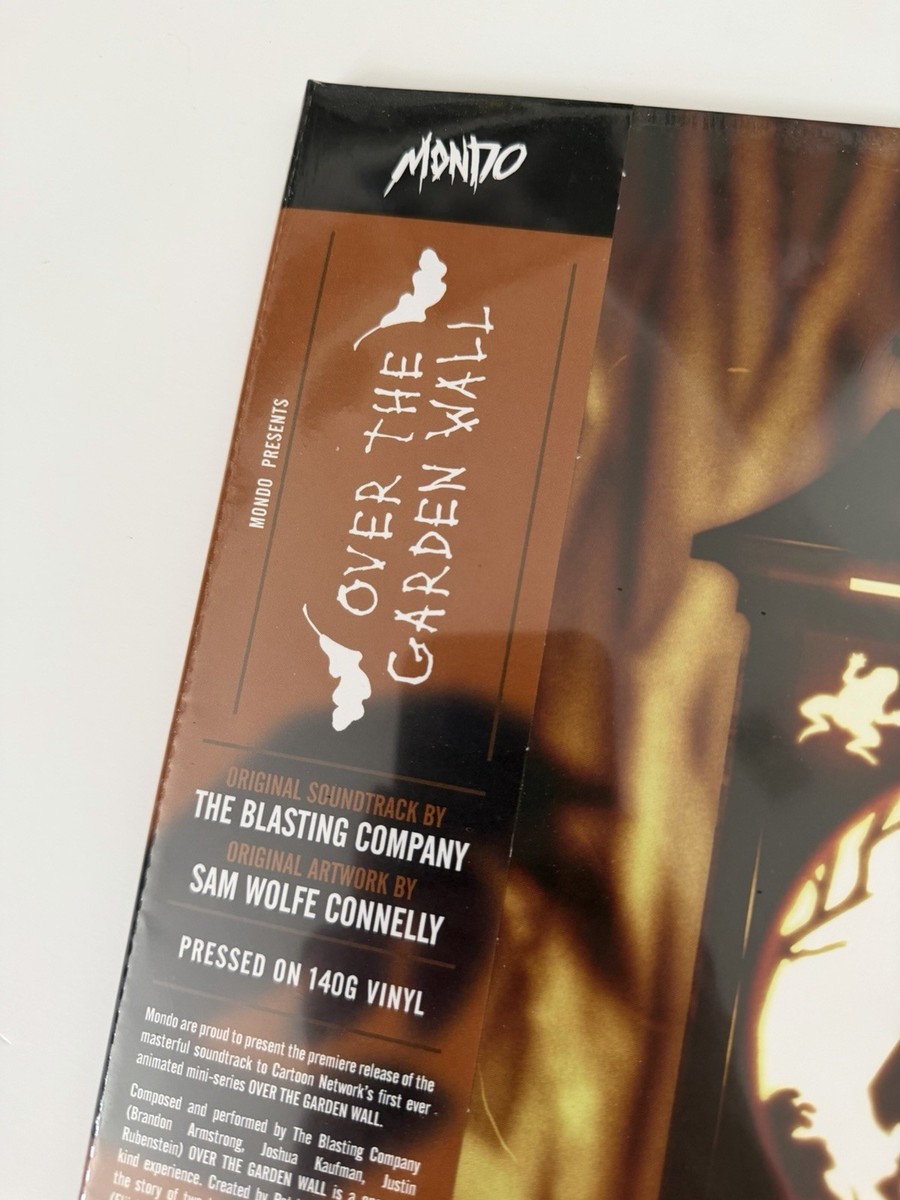 MONDO
MONDO PRESENTS
OVER THE
GARDEN WALL
ORIGINAL SOUNDTRACK BY
THE BLASTING COMPANY
ORIGINAL ARTWORK BY
SAM WOLFE CONNELLY
PRESSED ON 140G VINYL
Mondo are proud to present the premiere release of the
masterful soundtrack to Cartoon Network's first ever
animated mini-series OVER THE GARDEN WALL.
Composed and performed by The Blasting Company
(Brandon Armstrong, Joshua Kaufman, Justin
Rubenstein) OVER THE GARDEN WALL is a
kind experience. Created by
the story of